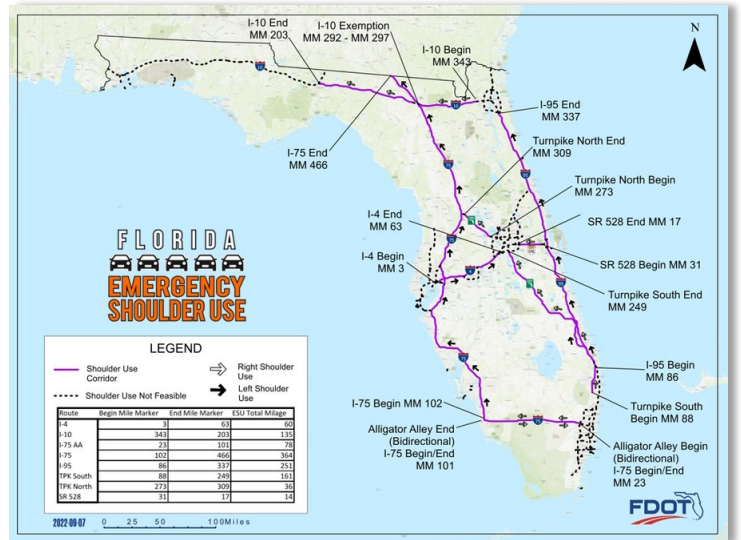 I-10 End
MM 203
I-10 Exemption
MM 292 - MM 297
I-10 Begin
MM 343
N
I-95 End
MM 337
I-75 End
MM 466
Turnpike North End
MM 309
Turnpike North Begin
MM 273
I-4 End
MM 63
SR 528 End MM 17
I-4 Begin
MM 3
SR 528 Begin MM 31
Turnpike South End
MM 249
FLORIDA
EMERGENCY
SHOULDER USE
I-95 Begin
MM 86
Turnpike South
Begin MM 88
I-75 Begin MM 102
Alligator Alley End
(Bidirectional)
I-75 Begin/End
MM 101
Alligator Alley Begin
(Bidirectional)
I-75 Begin/End
MM 23
LEGEND
Shoulder Use
Corridor
Right Shoulder
Use
Shoulder Use Not Feasible
Left Shoulder
Use
Route Begin Mile Marker End Mile Marker ESU Total Milage
I-4 3 63 60
I-10 343 203 135
I-75 AA 23 101 78
I-75 102 466 364
I-95 86 337 251
TPK South 88 249 161
TPK North 273 309 36
SR 528 31 17 14
2022-09-07
0 25 50 100 Miles
FDOT